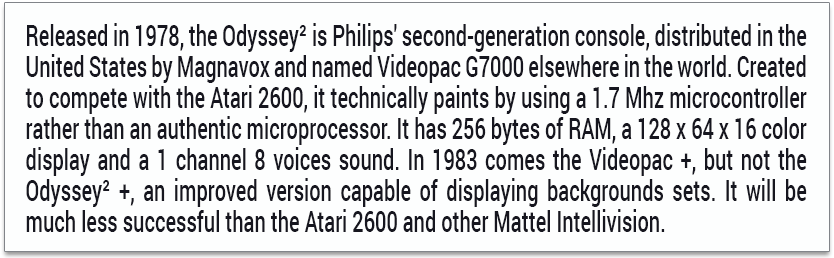 Released in 1978, the Odyssey² is Philips' second-generation console, distributed in the
United States by Magnavox and named Videopac G7000 elsewhere in the world. Created
to compete with the Atari 2600, it technically paints by using a 1.7 Mhz microcontroller
rather than an authentic microprocessor. It has 256 bytes of RAM, a 128 x 64 x 16 color
display and a 1 channel 8 voices sound. In 1983 comes the Videopac +, but not the
Odyssey² +, an improved version capable of displaying backgrounds sets. It will be
much less successful than the Atari 2600 and other Mattel Intellivision.